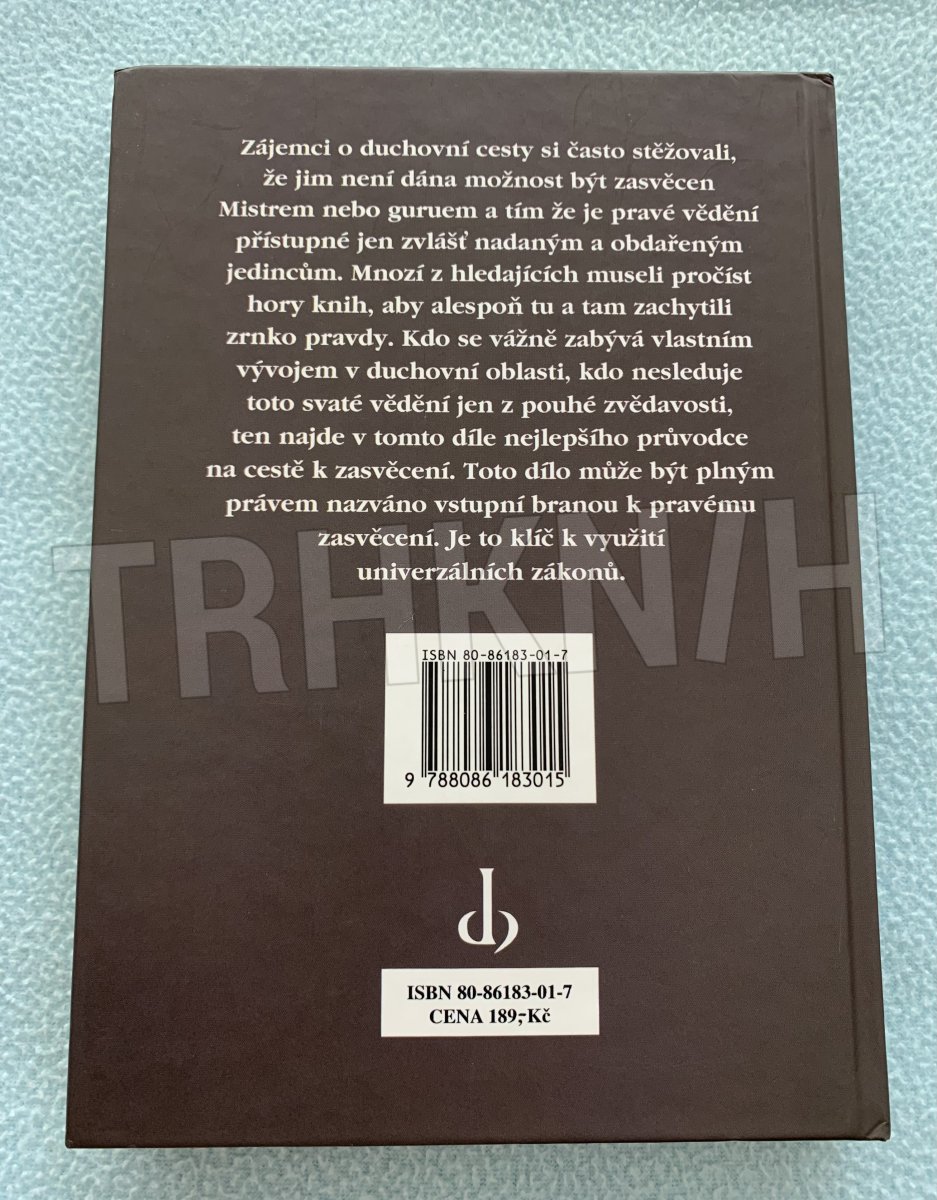 Zájemci o duchovní cesty si často stěžovali,
že jim není dána možnost být zasvěcen
Mistrem nebo guruem a tím že je pravé vědění
přístupné jen zvlášť nadaným a obdařeným
jedincům. Mnozí z hledajících museli pročíst
hory knih, aby alespoň tu a tam zachytili
zrnko pravdy. Kdo se vážně zabývá vlastním
vývojem v duchovní oblasti, kdo nesleduje
toto svaté vědění jen z pouhé zvědavosti,
ten najde v tomto díle nejlepšího průvodce
na cestě k zasvěcení. Toto dílo může být plným
právem nazváno vstupní branou k pravému
zasvěcení. Je to klíč k využití
univerzálních zákonů.
TRHKNIH
ISBN 80-86183-01-7
9 788086 183015
ISBN 80-86183-01-7
CENA 189,-Kč